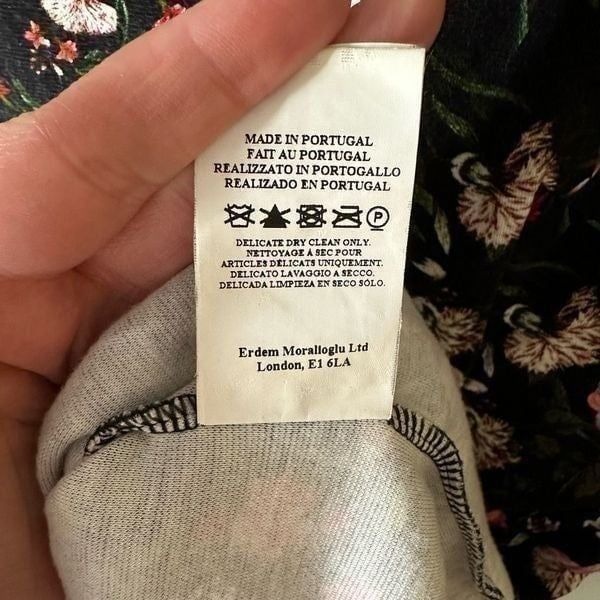 MADE IN PORTUGAL
FAIT AU PORTUGAL
REALIZZATO IN PORTOGALLO
REALIZADO EN PORTUGAL
P
DELICATE DRY CLEAN ONLY.
NETTOYAGE À SEC POUR
ARTICLES DÉLICATS UNIQUEMENT.
DELICATO LAVAGGIO A SECCO.
DELICADA LIMPIEZA EN SECO SÓLO.
Erdem Moralioglu Ltd
London, E1 6LA